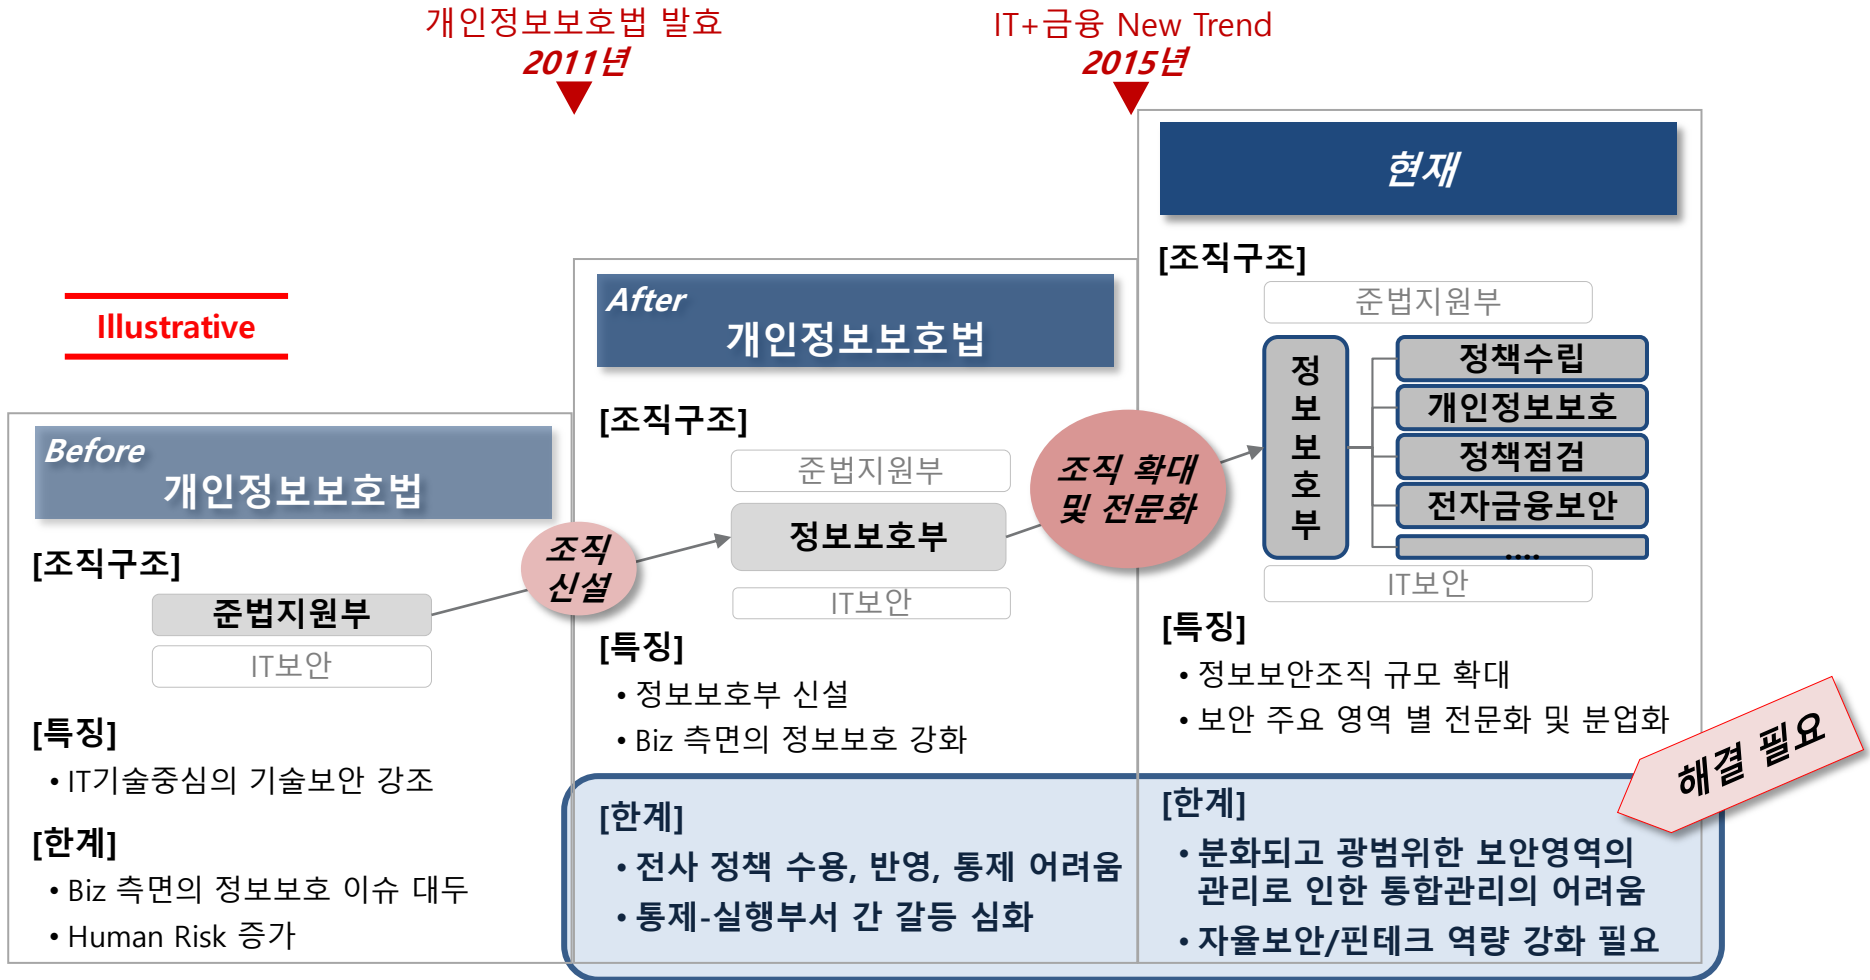 개인정보보호법 발효
2011년
IT+금융 New Trend
2015년
Illustrative
Before
개인정보보호법
[조직구조]
준법지원부
IT보안
[특징]
• IT기술중심의 기술보안 강조
[한계]
• Biz 측면의 정보보호 이슈 대두
• Human Risk 증가
조직
신설
After
개인정보보호법
[조직구조]
준법지원부
정보보호부
IT보안
[특징]
• 정보보호부 신설
• Biz 측면의 정보보호 강화
[한계]
• 전사 정책 수용, 반영, 통제 어려움
• 통제-실행부서 간 갈등 심화
조직 확대
및 전문화
현재
[조직구조]
준법지원부
정
보
보
호
부
정책수립
개인정보보호
정책점검
전자금융보안
....
IT보안
[특징]
• 정보보안조직 규모 확대
• 보안 주요 영역 별 전문화 및 분업화
[한계]
• 분화되고 광범위한 보안영역의
관리로 인한 통합관리의 어려움
• 자율보안/핀테크 역량 강화 필요
해결 필요